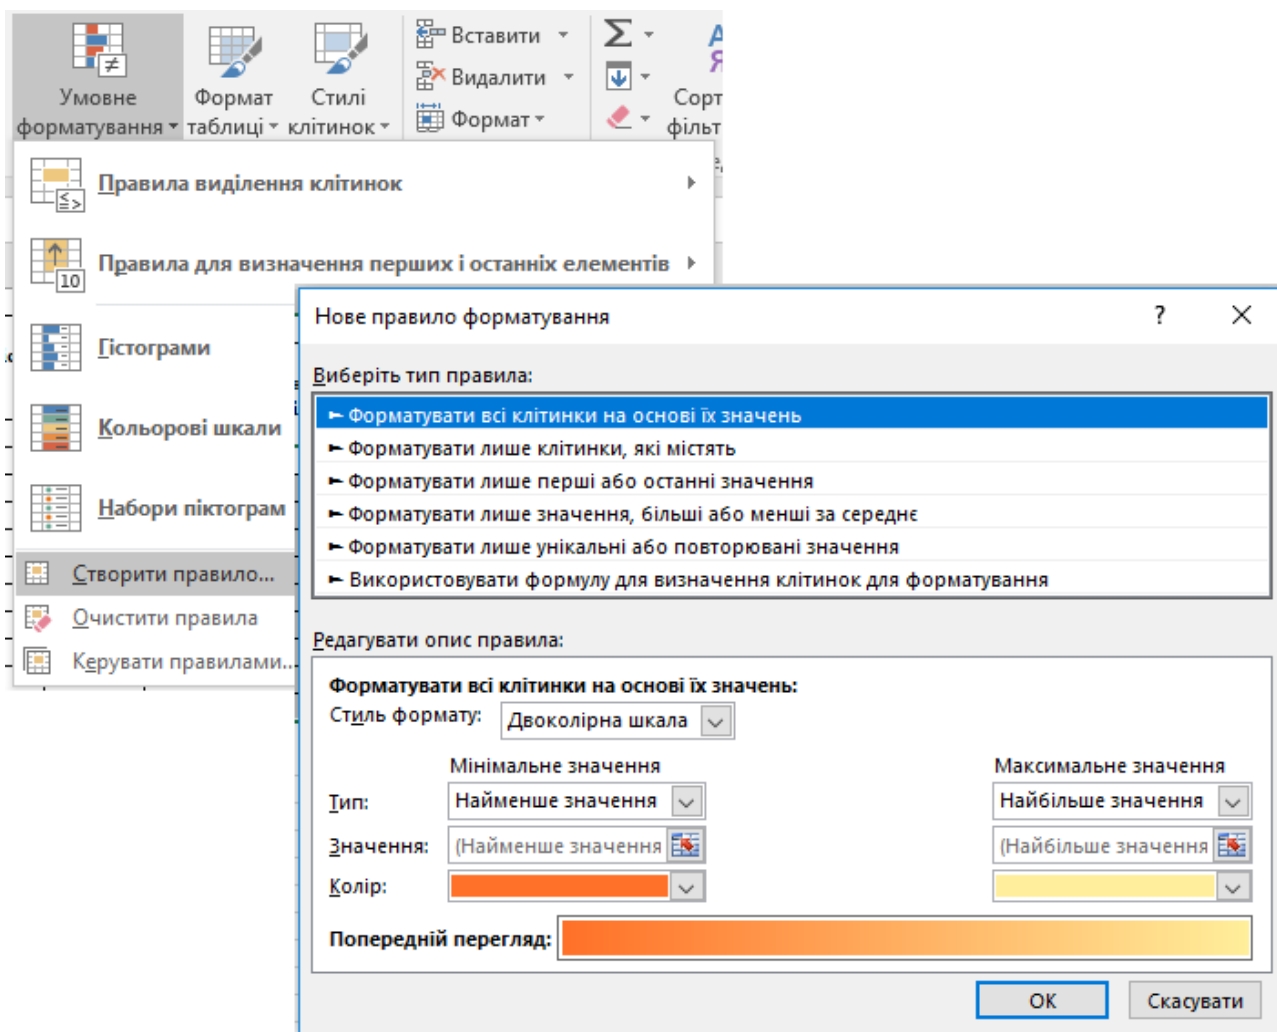 Умовне форматування
Формат таблиці
Стилі клітинок
Вставити
Видалити
Формат
Σ
≠
Правила виділення клітинок
Правила для визначення перших і останніх елементів
10
Гістограми
Кольорові шкали
Набори піктограм
Створити правило...
Очистити правила
Керувати правилами...
Нове правило форматування
?
Виберіть тип правила:
► Форматувати всі клітинки на основі їх значень
► Форматувати лише клітинки, які містять
► Форматувати лише перші або останні значення
► Форматувати лише значення, більші або менші за середнє
► Форматувати лише унікальні або повторювані значення
► Використовувати формулу для визначення клітинок для форматування
Редагувати опис правила:
Форматувати всі клітинки на основі їх значень:
Стиль формату: Двоколірна шкала
Мінімальне значення Максимальне значення
Тип: Найменше значення Найбільше значення
Значення: (Найменше значення (Найбільше значення
Колір:
Попередній перегляд:
OK Скасувати